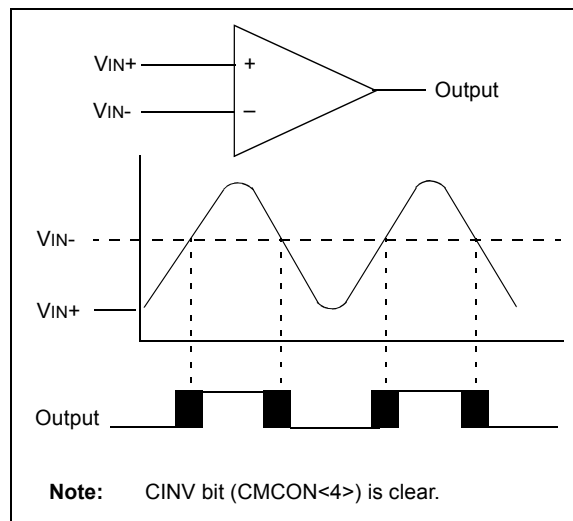 VIN+
+
Output
VIN-
–
VIN-
VIN+
Output
Note: CINV bit (CMCON<4>) is clear.